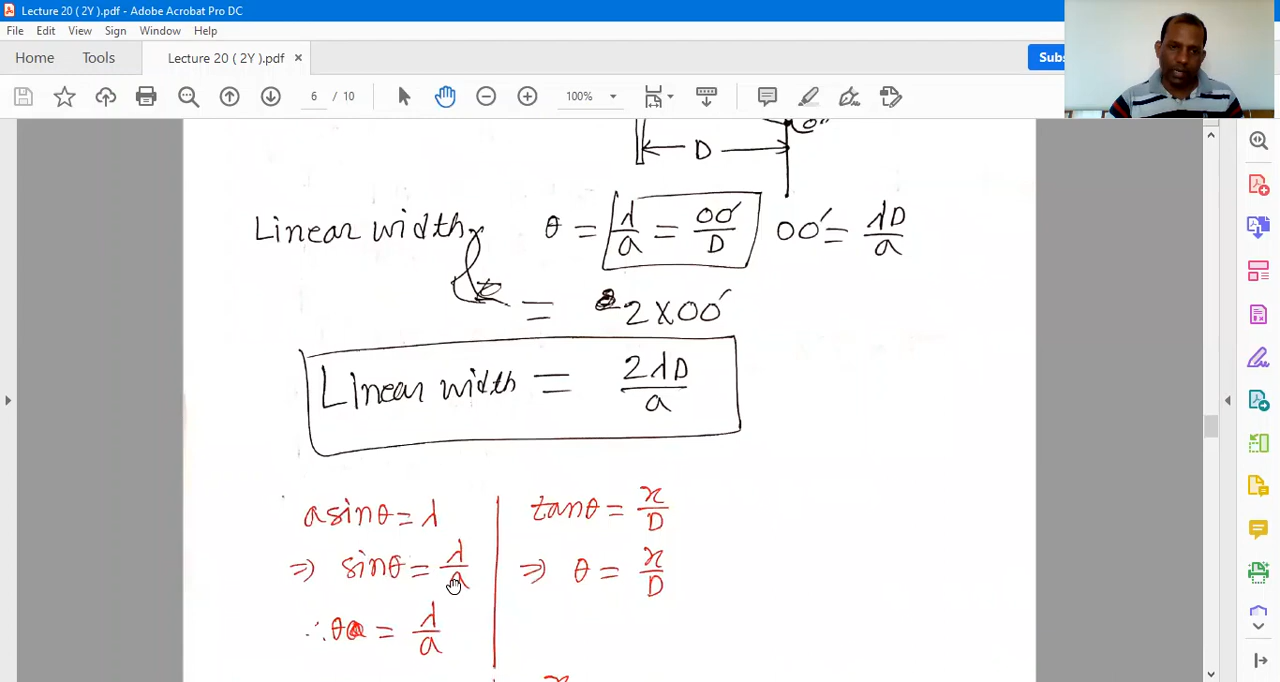 Lecture 20 ( 2Y ).pdf - Adobe Acrobat Pro DC
File Edit View Sign Window Help
Home Tools Lecture 20 ( 2Y ).pdf × Subs
6 / 10 100%
O"
D
Linear width θ = λ/a = OO′/D OO′ = λD/a
= 2×OO′
Linear width = 2λD/a
a sinθ = λ
⇒ sinθ = λ/a
∴ θ = λ/a
tanθ = x/D
⇒ θ = x/D
x